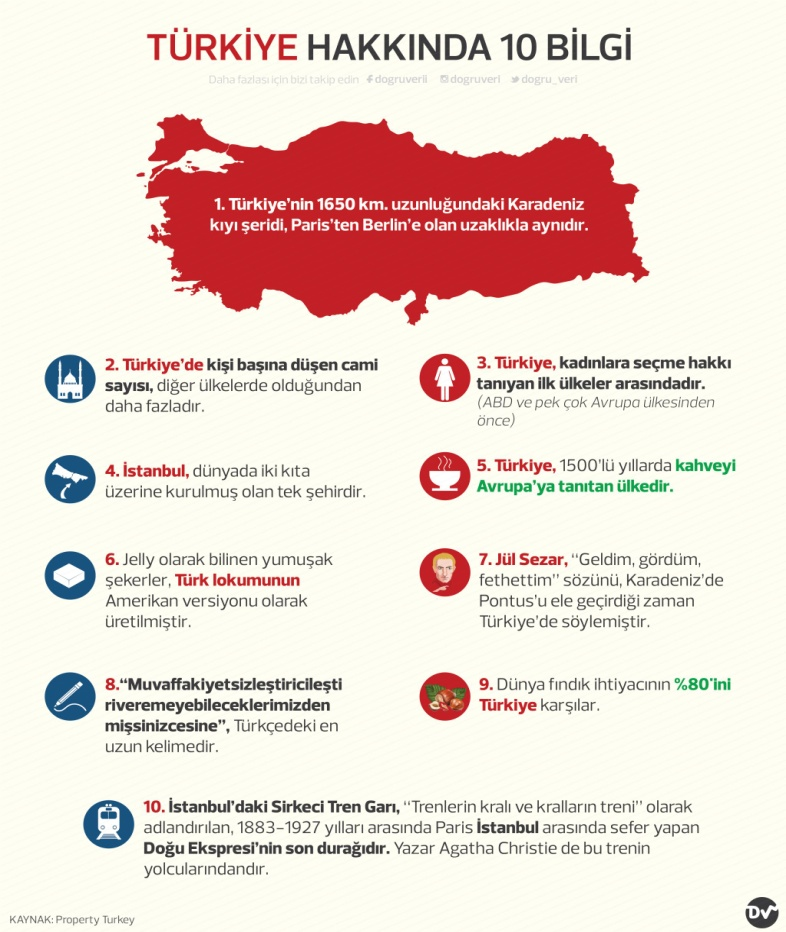 TÜRKİYE HAKKINDA 10 BİLGİ
Daha fazlası için bizi takip edin dogruverii dogruveri dogru_veri
1. Türkiye'nin 1650 km. uzunluğundaki Karadeniz
kıyı şeridi, Paris'ten Berlin'e olan uzaklıkla aynıdır.
2. Türkiye'de kişi başına düşen cami
sayısı, diğer ülkelerde olduğundan
daha fazladır.
3. Türkiye, kadınlara seçme hakkı
tanıyan ilk ülkeler arasındadır.
(ABD ve pek çok Avrupa ülkesinden
önce)
4. İstanbul, dünyada iki kıta
üzerine kurulmuş olan tek şehirdir.
5. Türkiye, 1500'lü yıllarda kahveyi
Avrupa'ya tanıtan ülkedir.
6. Jelly olarak bilinen yumuşak
şekerler, Türk lokumunun
Amerikan versiyonu olarak
üretilmiştir.
7. Jül Sezar, "Geldim, gördüm,
fethettim" sözünü, Karadeniz'de
Pontus'u ele geçirdiği zaman
Türkiye'de söylemiştir.
8."Muvaffakiyetsizleştiricileşti
riveremeyebileceklerimizden
mişsinizcesine", Türkçedeki en
uzun kelimedir.
9. Dünya fındık ihtiyacının %80'ini
Türkiye karşılar.
10. İstanbul'daki Sirkeci Tren Garı, "Trenlerin kralı ve kralların treni" olarak
adlandırılan, 1883-1927 yılları arasında Paris İstanbul arasında sefer yapan
Doğu Ekspresi'nin son durağıdır. Yazar Agatha Christie de bu trenin
yolcularındandır.
KAYNAK: Property Turkey
DV